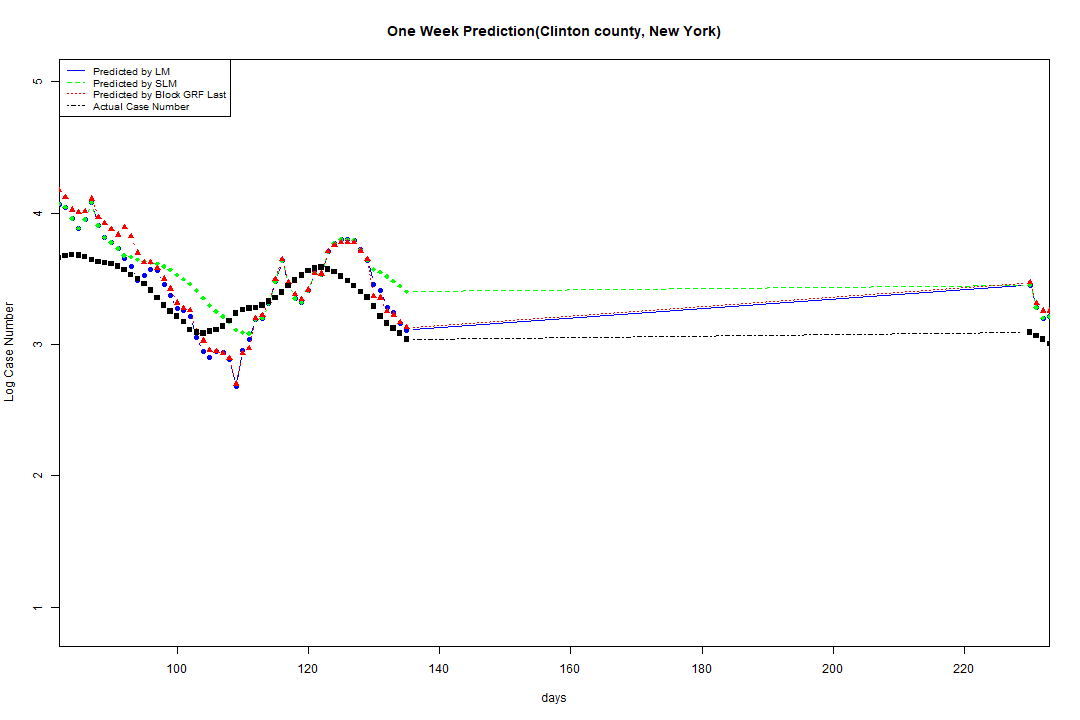 One Week Prediction(Clinton county, New York)
Predicted by LM
Predicted by SLM
Predicted by Block GRF Last
Actual Case Number
Log Case Number
5
4
3
2
1
100 120 140 160 180 200 220
days